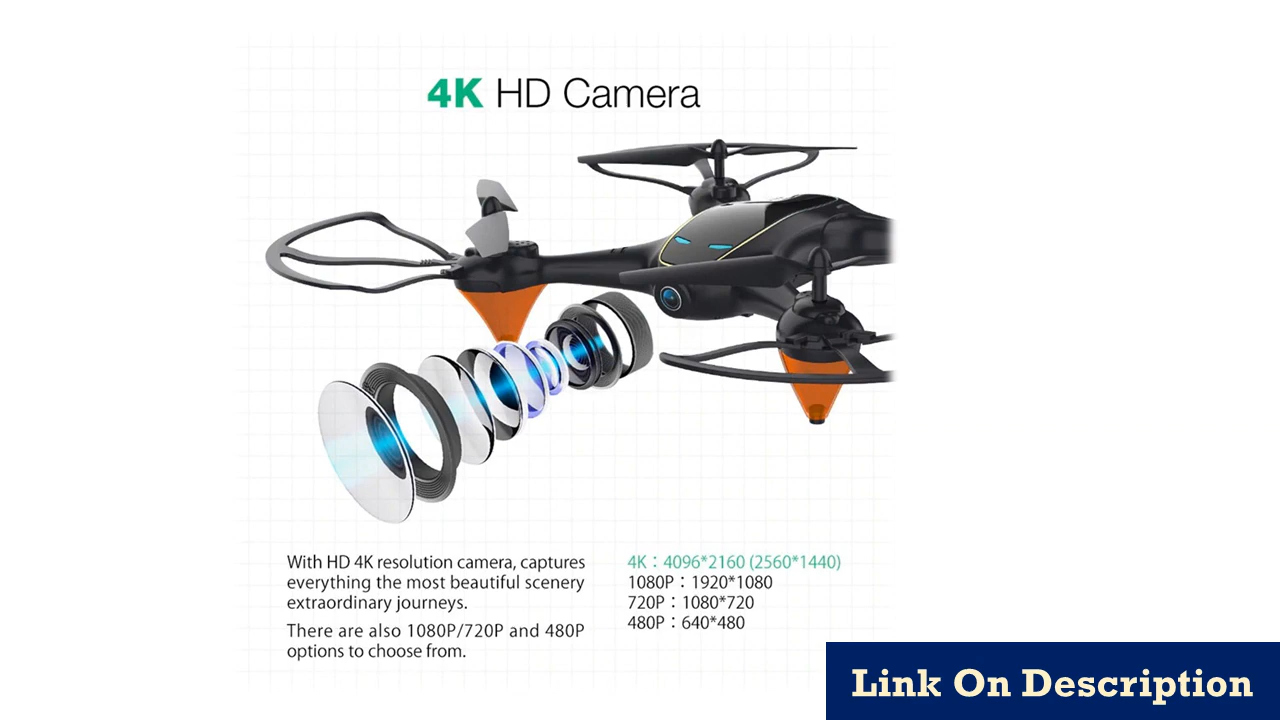 4K HD Camera
With HD 4K resolution camera, captures
everything the most beautiful scenery
extraordinary journeys.
There are also 1080P/720P and 480P
options to choose from.
4K：4096*2160 (2560*1440)
1080P：1920*1080
720P：1080*720
480P：640*480
Link On Description